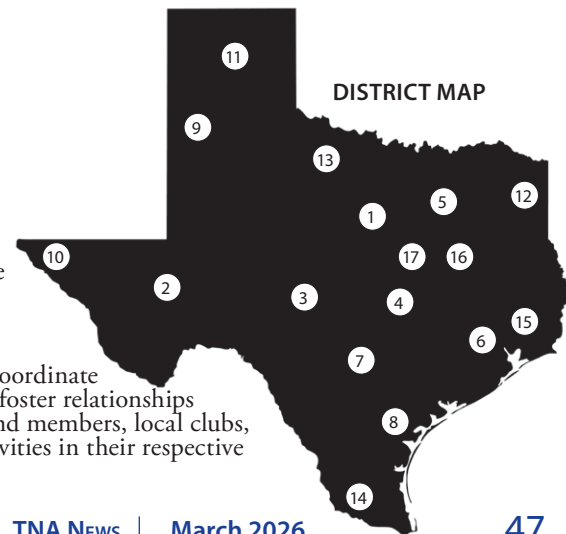 DISTRICT MAP
11
9
13
12
5
1
10
17
16
2
3
4
15
6
7
8
14
oordinate
foster relationships
nd members, local clubs,
vities in their respective
TNA News | March 2026 47